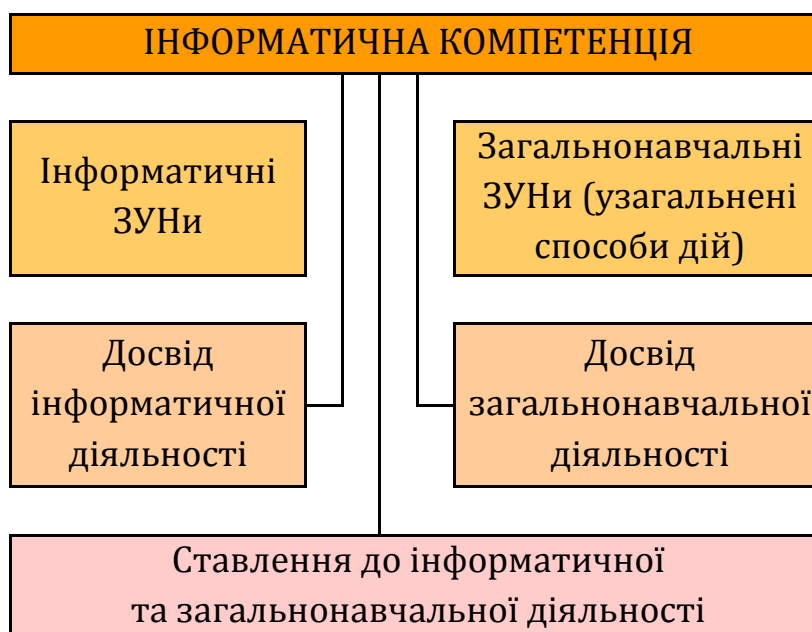 ІНФОРМАТИЧНА КОМПЕТЕНЦІЯ
Інформатичні
ЗУНи
Загальнонавчальні
ЗУНи (узагальнені
способи дій)
Досвід
інформатичної
діяльності
Досвід
загальнонавчальної
діяльності
Ставлення до інформатичної
та загальнонавчальної діяльності